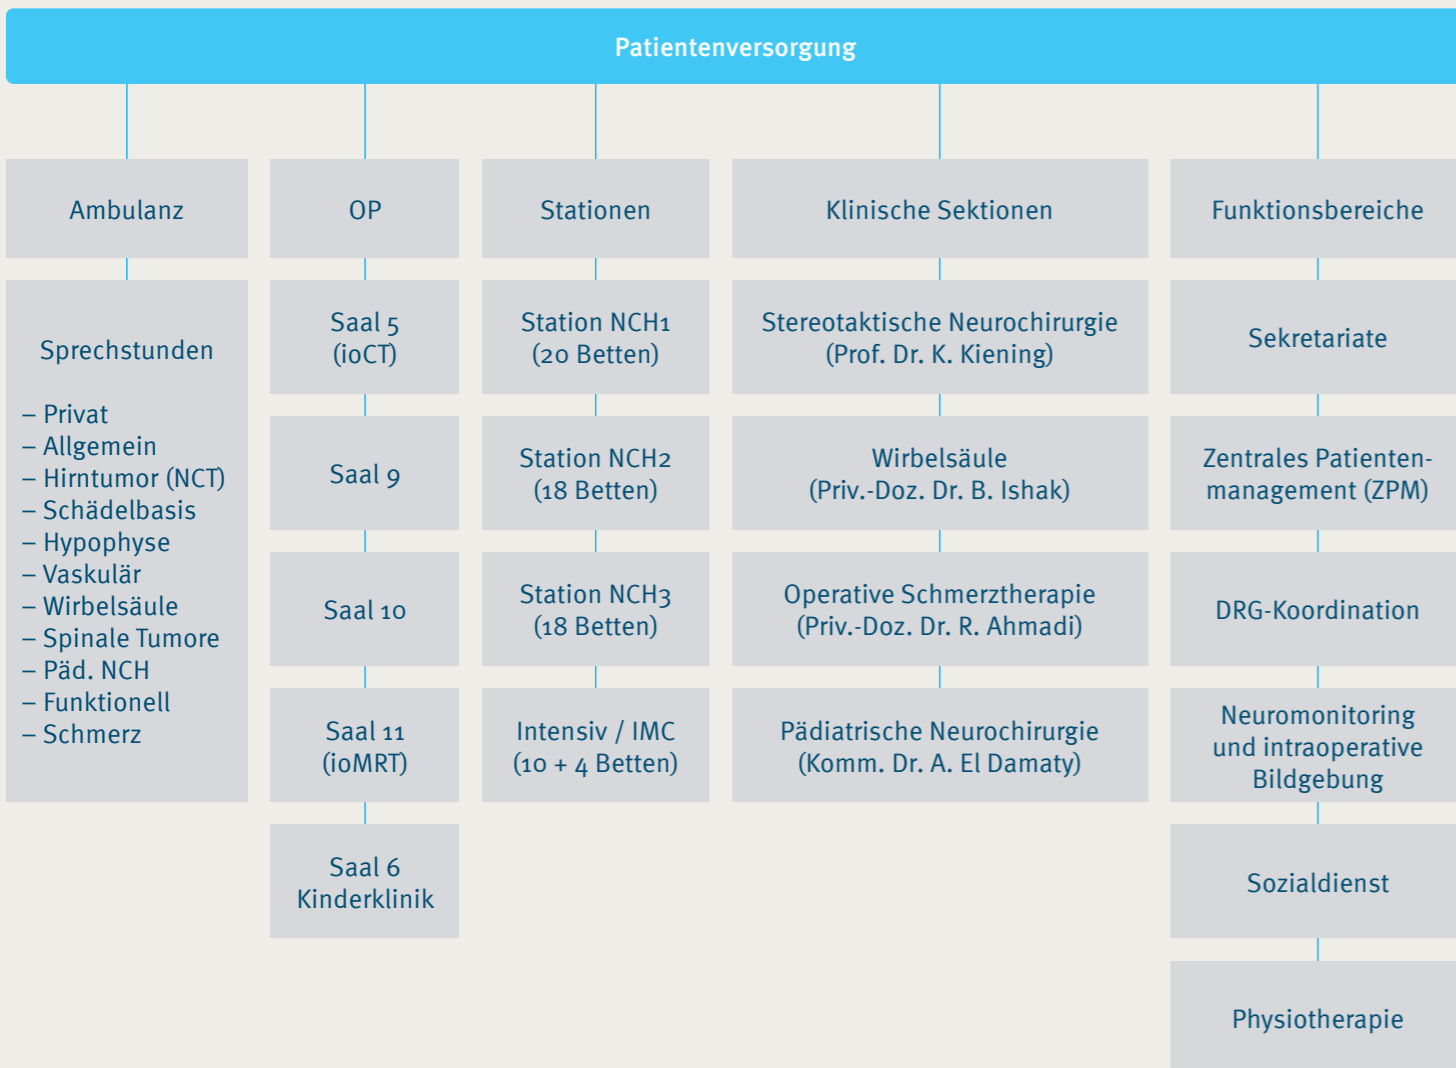 Patientenversorgung
Ambulanz
Sprechstunden
– Privat
– Allgemein
– Hirntumor (NCT)
– Schädelbasis
– Hypophyse
– Vaskulär
– Wirbelsäule
– Spinale Tumore
– Päd. NCH
– Funktionell
– Schmerz
OP
Saal 5
(ioCT)
Saal 9
Saal 10
Saal 11
(ioMRT)
Saal 6
Kinderklinik
Stationen
Station NCH1
(20 Betten)
Station NCH2
(18 Betten)
Station NCH3
(18 Betten)
Intensiv / IMC
(10 + 4 Betten)
Klinische Sektionen
Stereotaktische Neurochirurgie
(Prof. Dr. K. Kiening)
Wirbelsäule
(Priv.-Doz. Dr. B. Ishak)
Operative Schmerztherapie
(Priv.-Doz. Dr. R. Ahmadi)
Pädiatrische Neurochirurgie
(Komm. Dr. A. El Damaty)
Funktionsbereiche
Sekretariate
Zentrales Patienten-
management (ZPM)
DRG-Koordination
Neuromonitoring
und intraoperative
Bildgebung
Sozialdienst
Physiotherapie